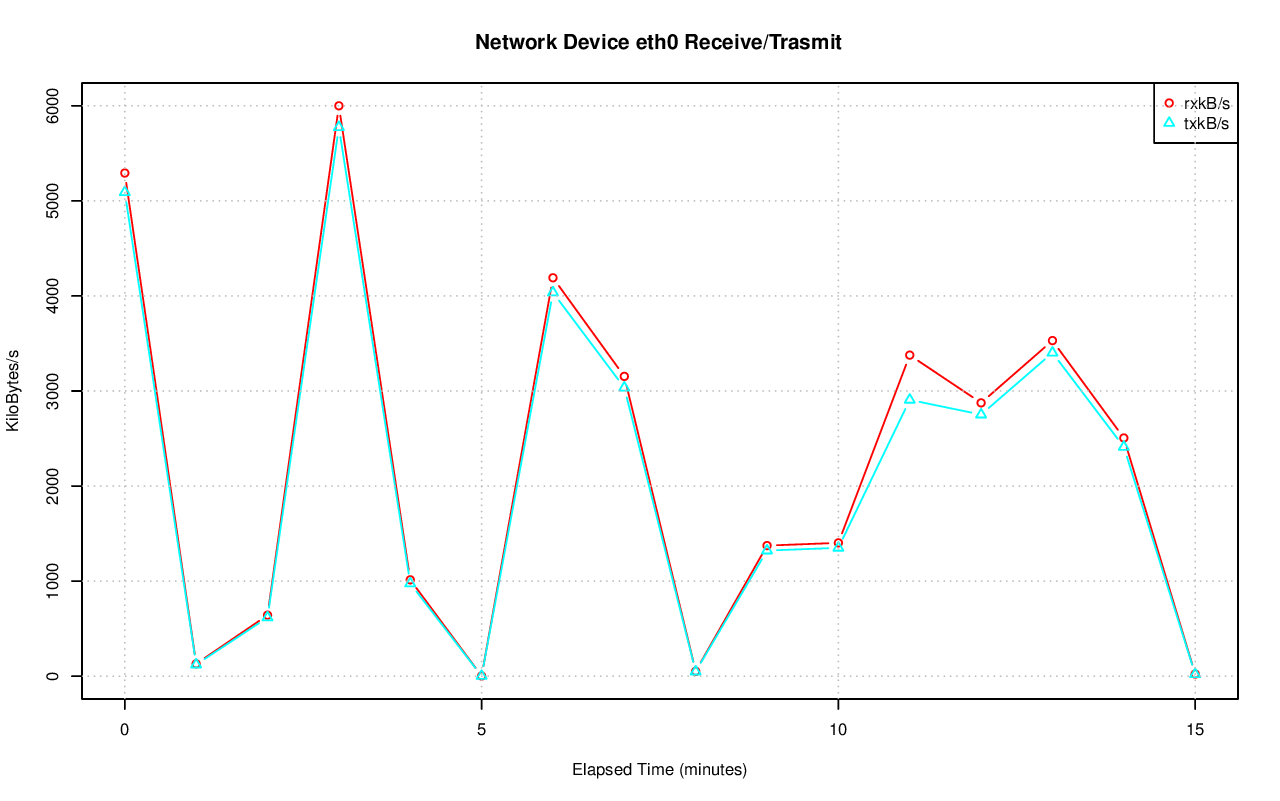 Network Device eth0 Receive/Trasmit
rxkB/s
txkB/s
KiloBytes/s
6000
5000
4000
3000
2000
1000
0
0 5 10 15
Elapsed Time (minutes)